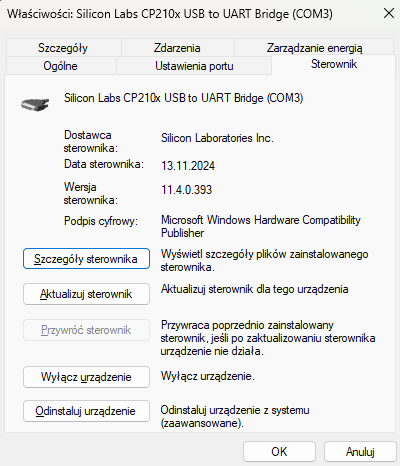 Właściwości: Silicon Labs CP210x USB to UART Bridge (COM3)
Szczegóły
Zdarzenia
Zarządzanie energią
Ogólne
Ustawienia portu
Sterownik
Silicon Labs CP210x USB to UART Bridge (COM3)
Dostawca
sterownika:
Silicon Laboratories Inc.
Data sterownika:
13.11.2024
Wersja
sterownika:
11.4.0.393
Podpis cyfrowy:
Microsoft Windows Hardware Compatibility
Publisher
Szczegóły sterownika
Wyświetl szczegóły plików zainstalowanego
sterownika.
Aktualizuj sterownik
Aktualizuj sterownik dla tego urządzenia
Przywróć sterownik
Przywraca poprzednio zainstalowany
sterownik, jeśli po zaktualizowaniu sterownika
urządzenie nie działa.
Wyłącz urządzenie
Wyłącz urządzenie.
Odinstaluj urządzenie
Odinstaluj urządzenie z systemu
(zaawansowane).
OK
Anuluj